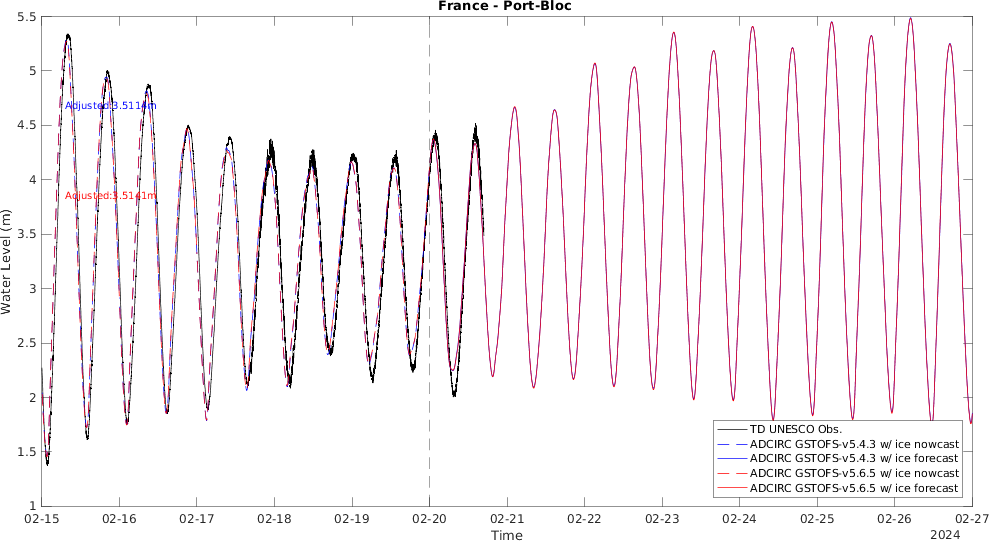 France - Port-Bloc
5.5
5
4.5
4
3.5
3
2.5
2
1.5
1
Water Level (m)
Adjusted:3.5114m
Adjusted:3.5141m
TD UNESCO Obs.
ADCIRC GSTOFS-v5.4.3 w/ ice nowcast
ADCIRC GSTOFS-v5.4.3 w/ ice forecast
ADCIRC GSTOFS-v5.6.5 w/ ice nowcast
ADCIRC GSTOFS-v5.6.5 w/ ice forecast
02-15 02-16 02-17 02-18 02-19 02-20 02-21 02-22 02-23 02-24 02-25 02-26 02-27
Time
2024